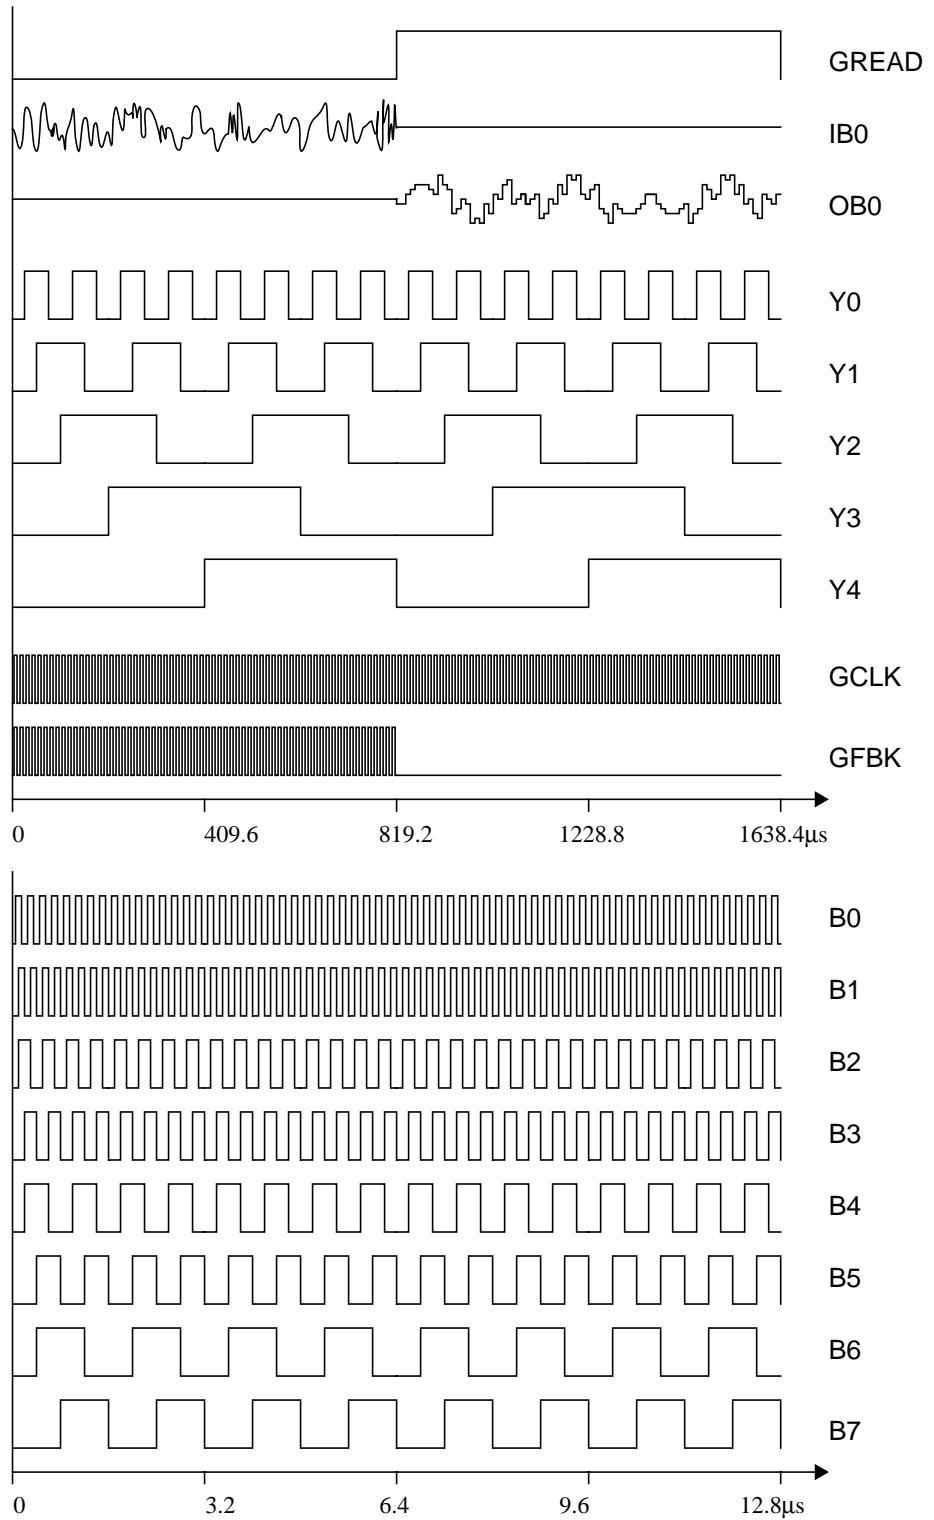 GREAD
IB0
OB0
Y0
Y1
Y2
Y3
Y4
GCLK
GFBK
0 409.6 819.2 1228.8 1638.4μs
B0
B1
B2
B3
B4
B5
B6
B7
0 3.2 6.4 9.6 12.8μs